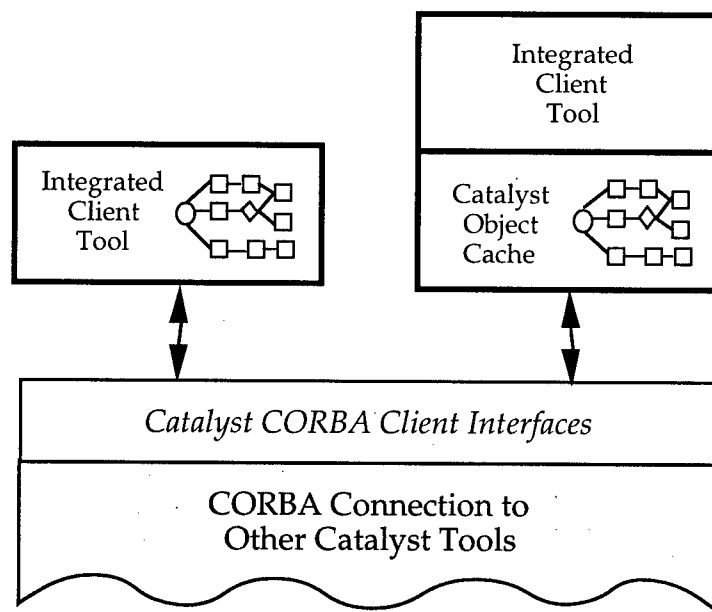 Integrated
Client
Tool
Integrated
Client
Tool
Catalyst
Object
Cache
Catalyst CORBA Client Interfaces
CORBA Connection to
Other Catalyst Tools